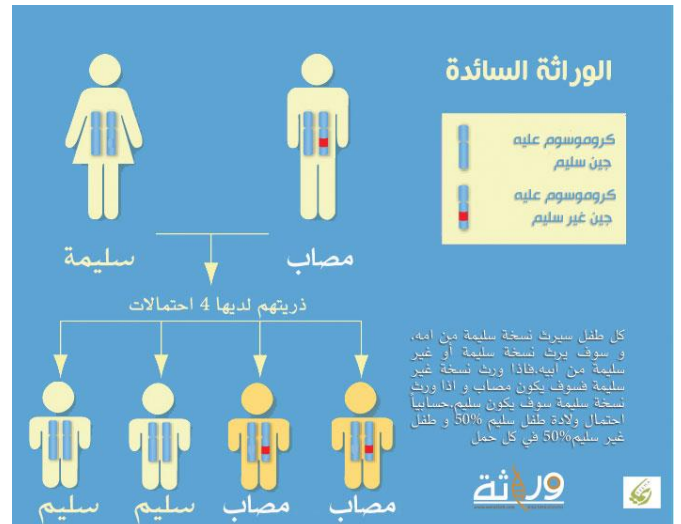 الوراثة السائدة
كروموسوم عليه
جين سليم
كروموسوم عليه
جين غير سليم
سليمة
مصاب
ذريتهم لديها 4 احتمالات
كل طفل سيرث نسخة سليمة من امه،
و سوف يرث نسخة سليمة أو غير
سليمة من أبيه.فاذا ورث نسخة غير
سليمة فسوف يكون مصاب و اذا ورث
نسخة سليمة سوف يكون سليم.حسابياً
احتمال ولادة طفل سليم 50% و طفل
غير سليم50% في كل حمل
سليم
سليم
مصاب
مصاب
وراثة